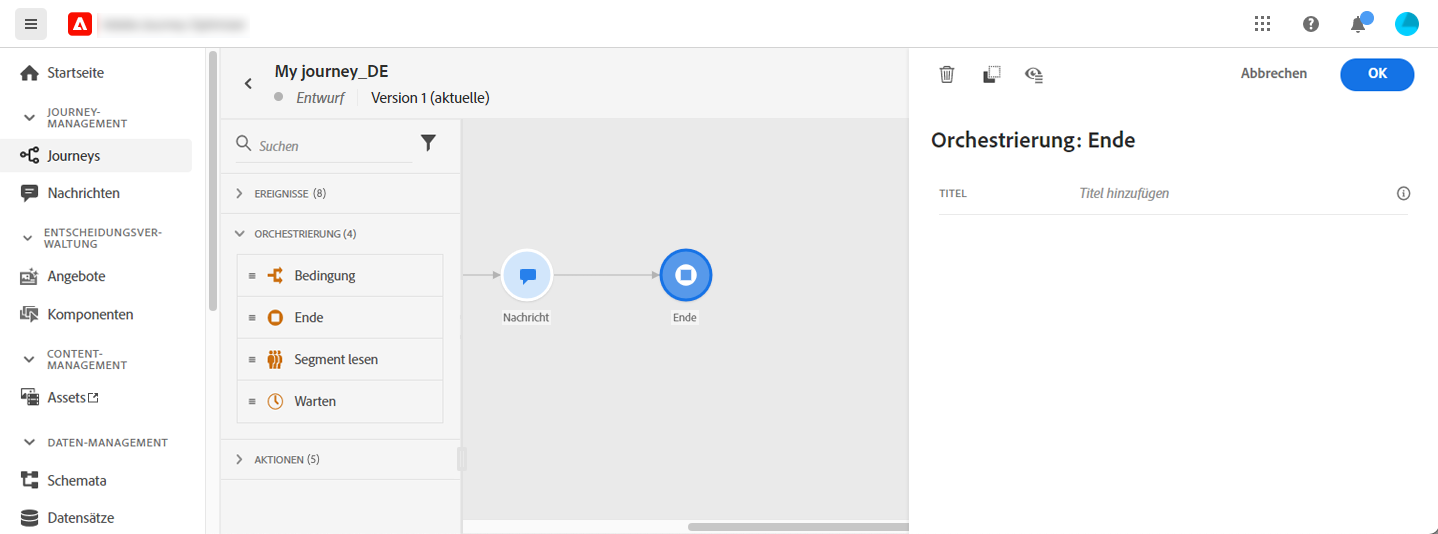 Startseite
JOURNEY-
MANAGEMENT
Journeys
Nachrichten
ENTSCHEIDUNGSVER-
WALTUNG
Angebote
Komponenten
CONTENT-
MANAGEMENT
Assets
DATEN-MANAGEMENT
Schemata
Datensätze
My journey_DE
Entwurf
Version 1 (aktuelle)
Suchen
EREIGNISSE (8)
ORCHESTRIERUNG (4)
Bedingung
Ende
Segment lesen
Warten
AKTIONEN (5)
Nachricht
Ende
Abbrechen
OK
Orchestrierung: Ende
TITEL
Titel hinzufügen